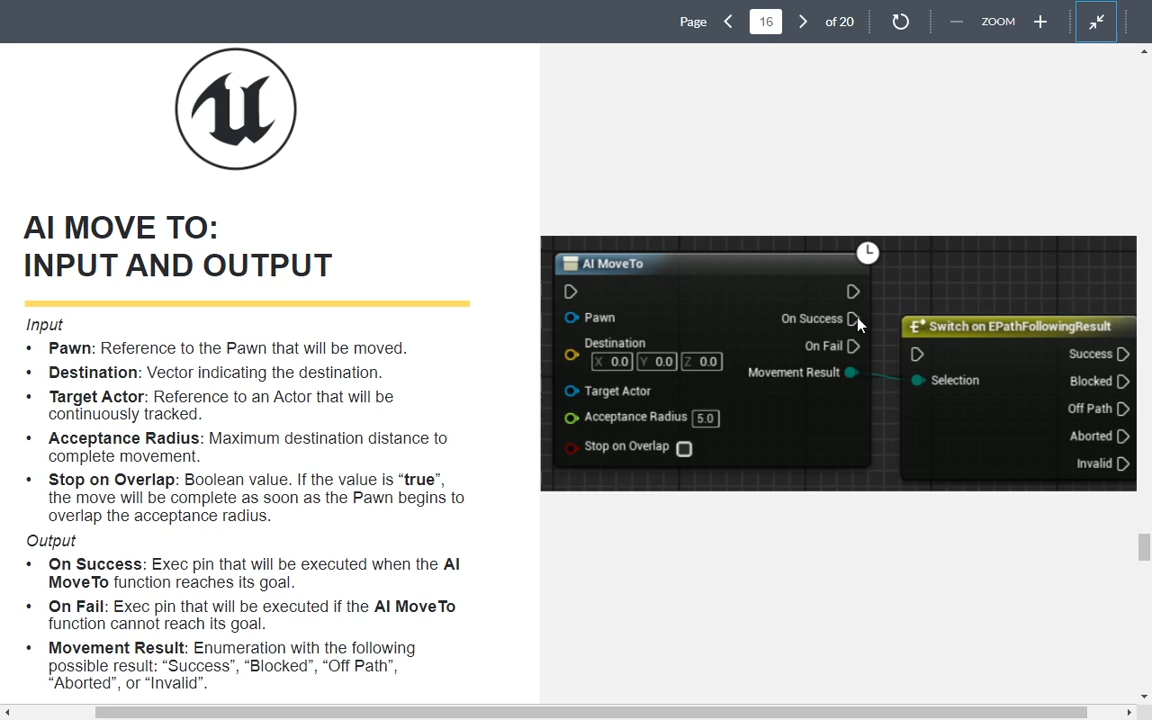 Page 16 of 20 ZOOM
AI MOVE TO:
INPUT AND OUTPUT
Input
• Pawn: Reference to the Pawn that will be moved.
• Destination: Vector indicating the destination.
• Target Actor: Reference to an Actor that will be
continuously tracked.
• Acceptance Radius: Maximum destination distance to
complete movement.
• Stop on Overlap: Boolean value. If the value is “true”,
the move will be complete as soon as the Pawn begins to
overlap the acceptance radius.
Output
• On Success: Exec pin that will be executed when the AI
MoveTo function reaches its goal.
• On Fail: Exec pin that will be executed if the AI MoveTo
function cannot reach its goal.
• Movement Result: Enumeration with the following
possible result: “Success”, “Blocked”, “Off Path”,
“Aborted”, or “Invalid”.
AI MoveTo
Pawn
On Success
Destination
X 0.0 Y 0.0 Z 0.0
On Fail
Movement Result
Target Actor
Acceptance Radius 5.0
Stop on Overlap
Switch on EPathFollowingResult
Success
Selection
Blocked
Off Path
Aborted
Invalid